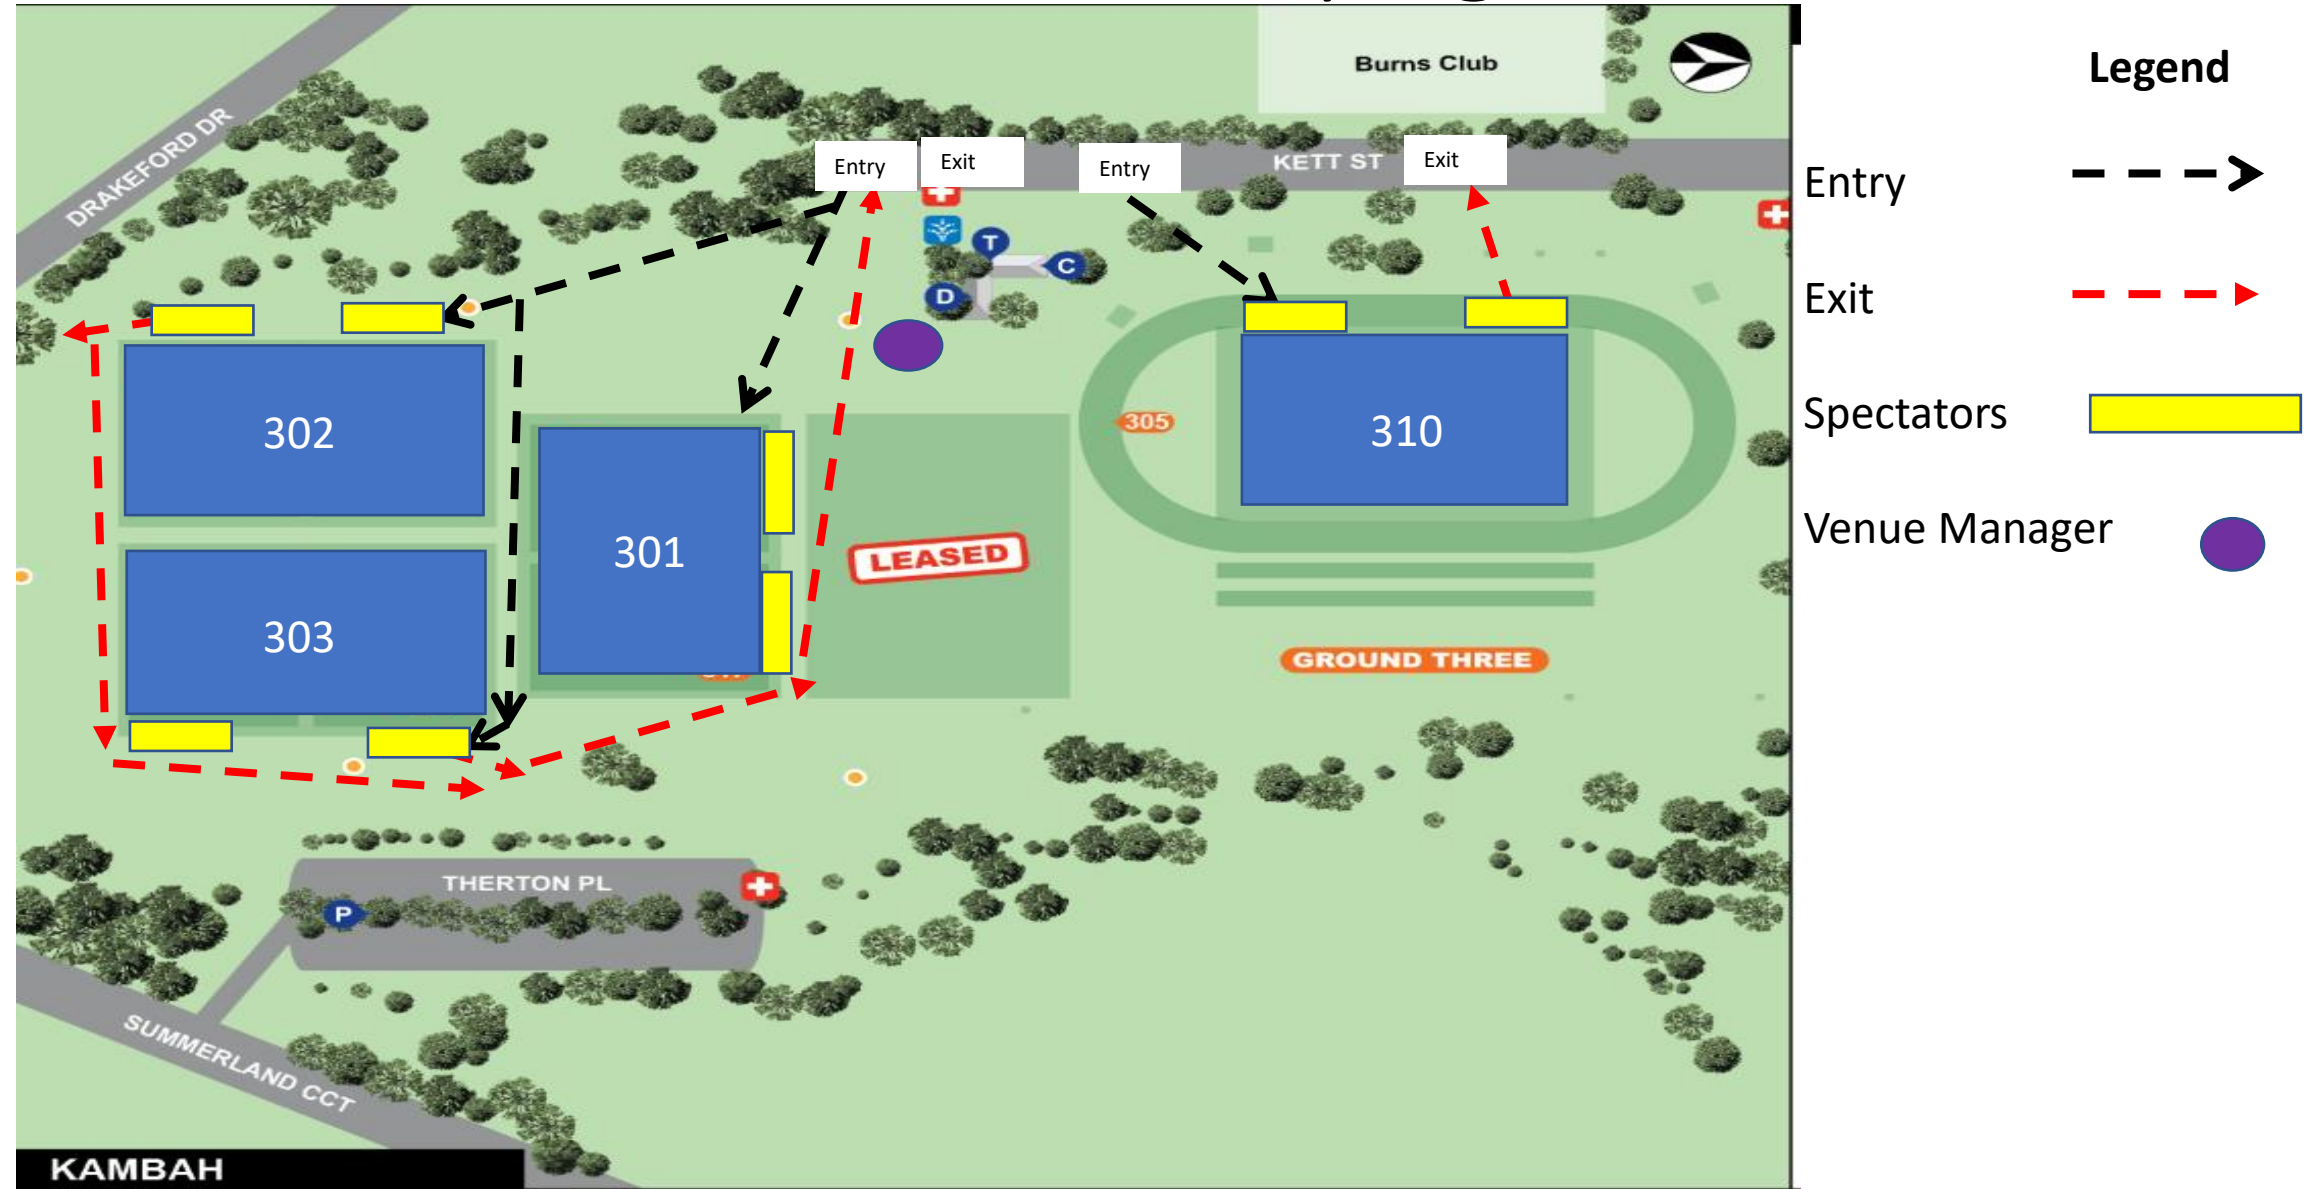 Burns Club
Legend
DRAKEFORD DR
Entry
Exit
Entry
KETT ST
Exit
Entry
T
C
D
Exit
302
305
310
Spectators
301
LEASED
Venue Manager
303
GROUND THREE
THERTON PL
P
SUMMERLAND CCT
KAMBAH